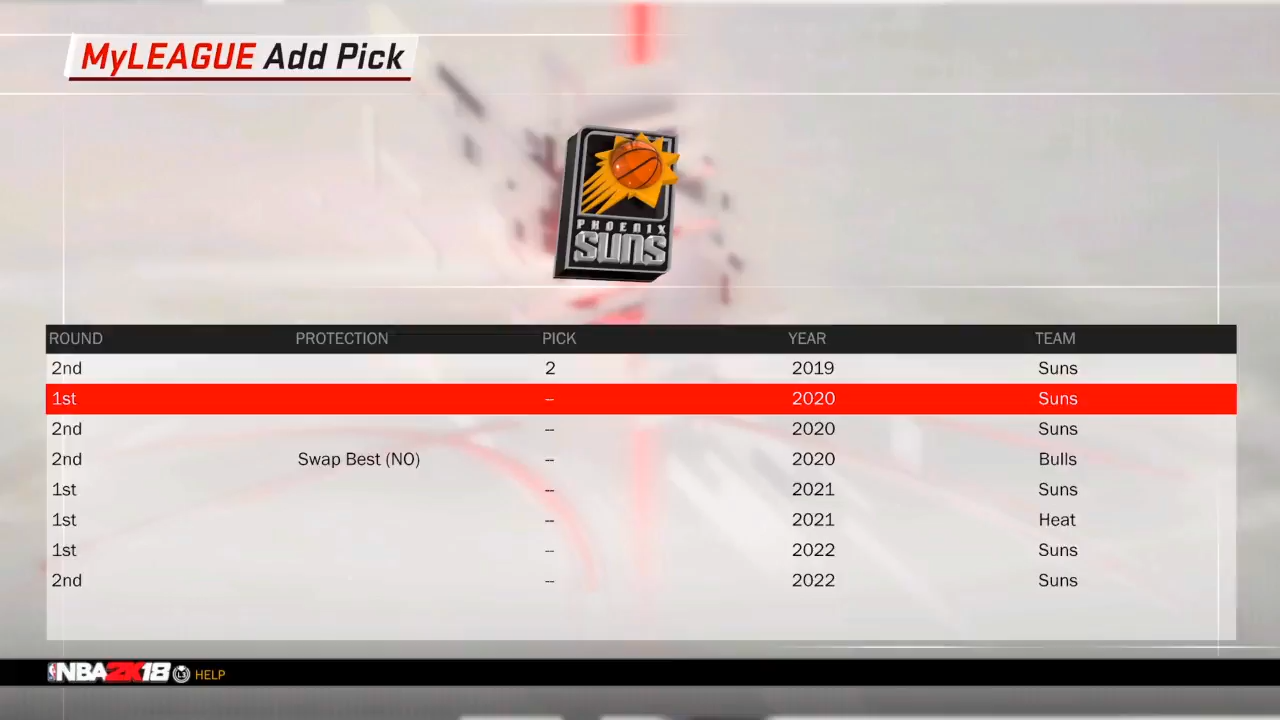 MyLEAGUE Add Pick
PHOENIX
SUNS
ROUND PROTECTION PICK YEAR TEAM
2nd 2 2019 Suns
1st -- 2020 Suns
2nd -- 2020 Suns
2nd Swap Best (NO) -- 2020 Bulls
1st -- 2021 Suns
1st -- 2021 Heat
1st -- 2022 Suns
2nd -- 2022 Suns
NBA 2K18 HELP